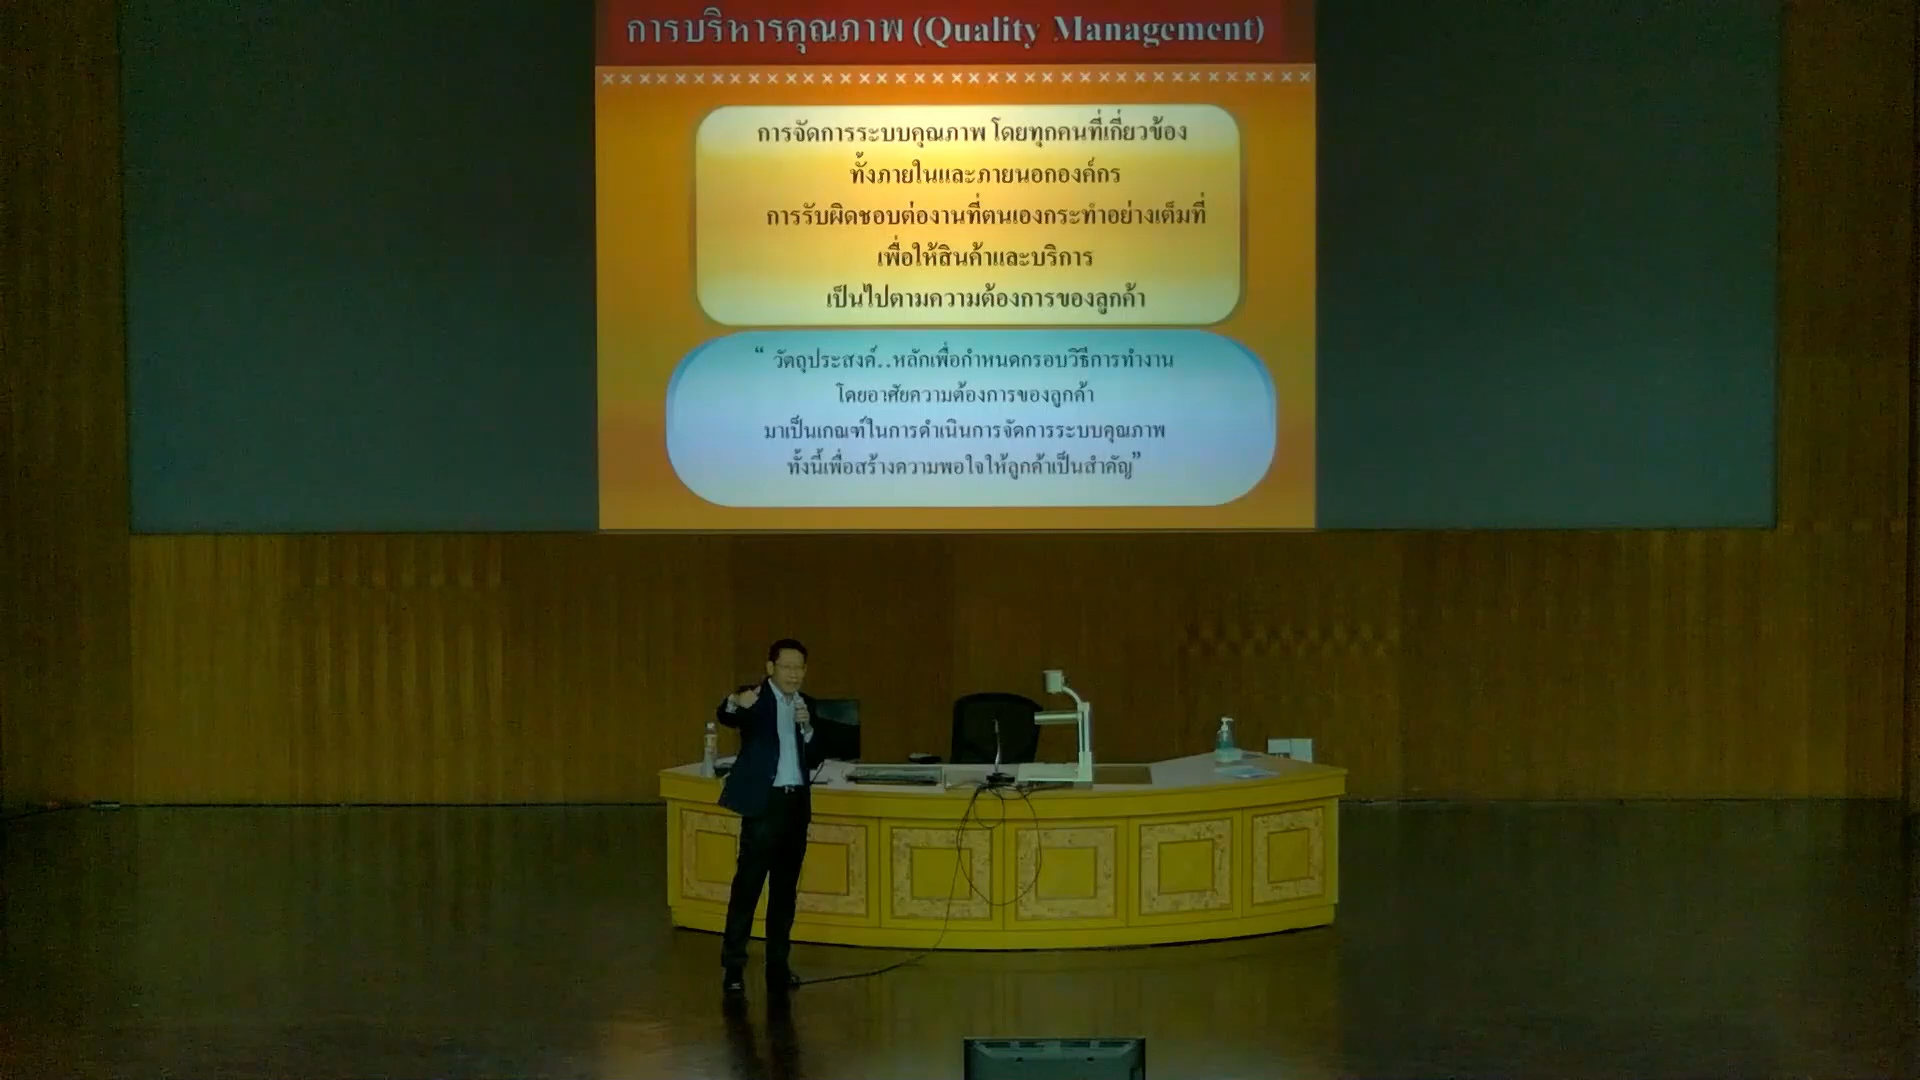 การบริหารคุณภาพ (Quality Management)
การจัดการระบบคุณภาพ โดยทุกคนที่เกี่ยวข้อง
ทั้งภายในและภายนอกองค์กร
การรับผิดชอบต่องานที่ตนเองกระทำอย่างเต็มที่
เพื่อให้สินค้าและบริการ
เป็นไปตามความต้องการของลูกค้า
“ วัตถุประสงค์..หลักเพื่อกำหนดกรอบวิธีการทำงาน
โดยอาศัยความต้องการของลูกค้า
มาเป็นเกณฑ์ในการดำเนินการจัดการระบบคุณภาพ
ทั้งนี้เพื่อสร้างความพอใจให้ลูกค้าเป็นสำคัญ”